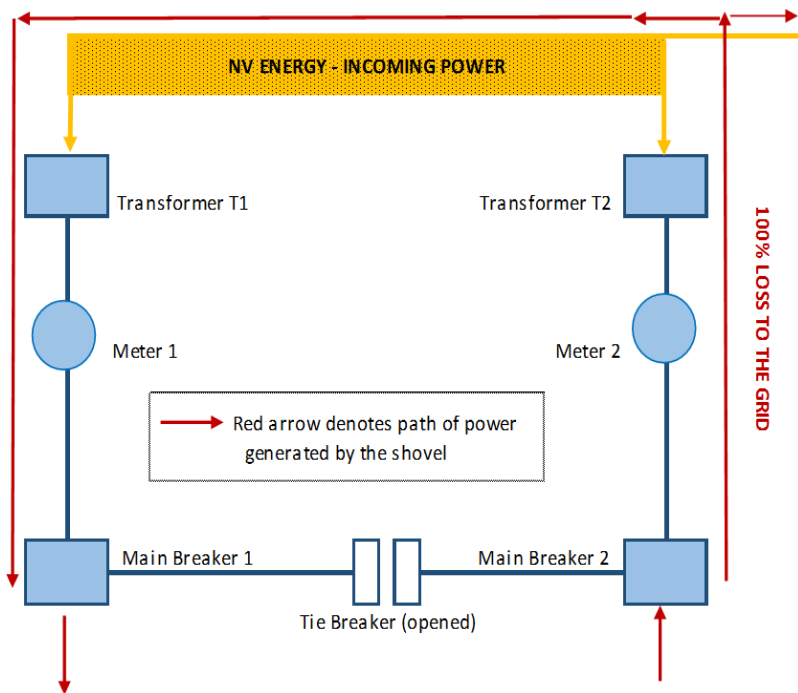 NV ENERGY - INCOMING POWER
Transformer T1
Transformer T2
100% LOSS TO THE GRID
Meter 1
Meter 2
Red arrow denotes path of power
generated by the shovel
Main Breaker 1
Main Breaker 2
Tie Breaker (opened)